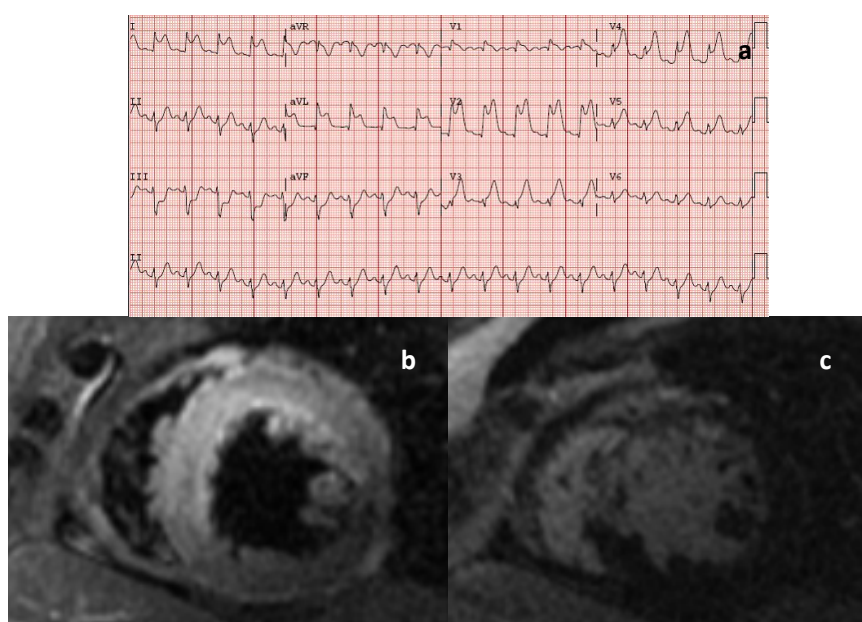 I aVR V1 V4 a
II aVL V2 V5
III aVF V3 V6
II
b c